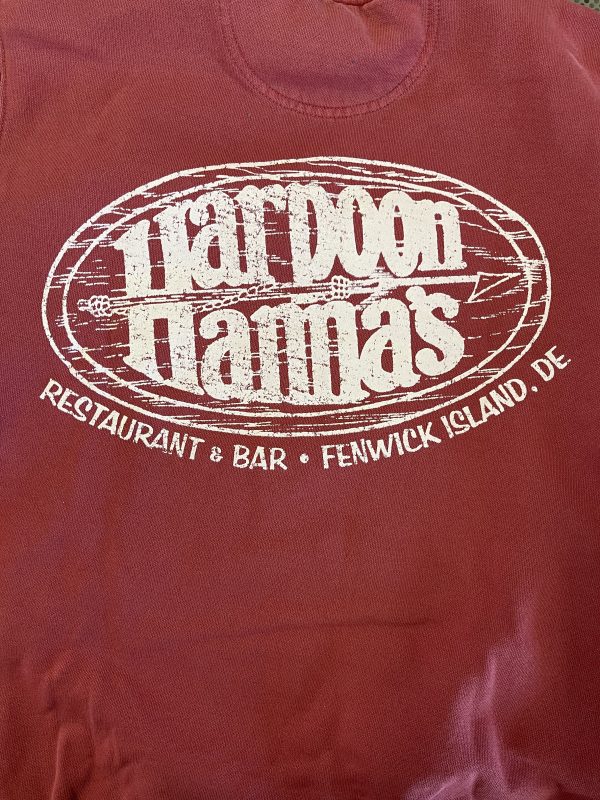 Harpoon
Hanna's
RESTAURANT & BAR • FENWICK ISLAND, DE